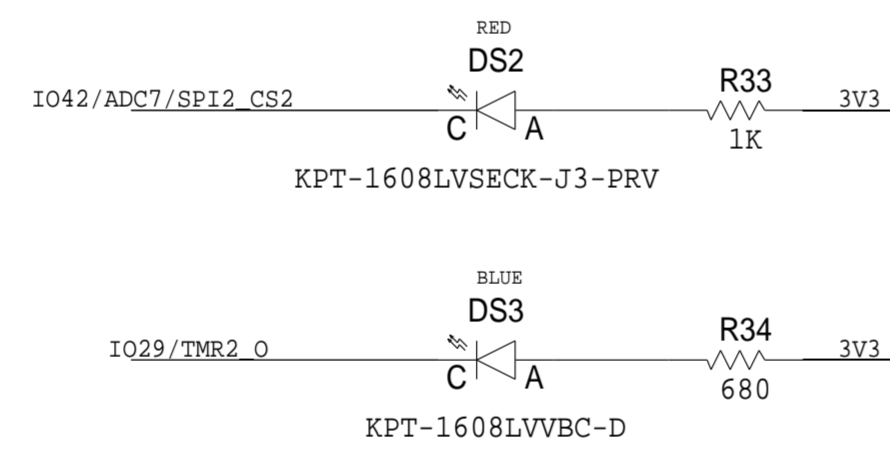 RED
DS2
R33
IO42/ADC7/SPI2_CS2
3V3
C
A
1K
KPT-1608LVSECK-J3-PRV
BLUE
DS3
R34
IO29/TMR2_O
3V3
C
A
680
KPT-1608LVVBC-D